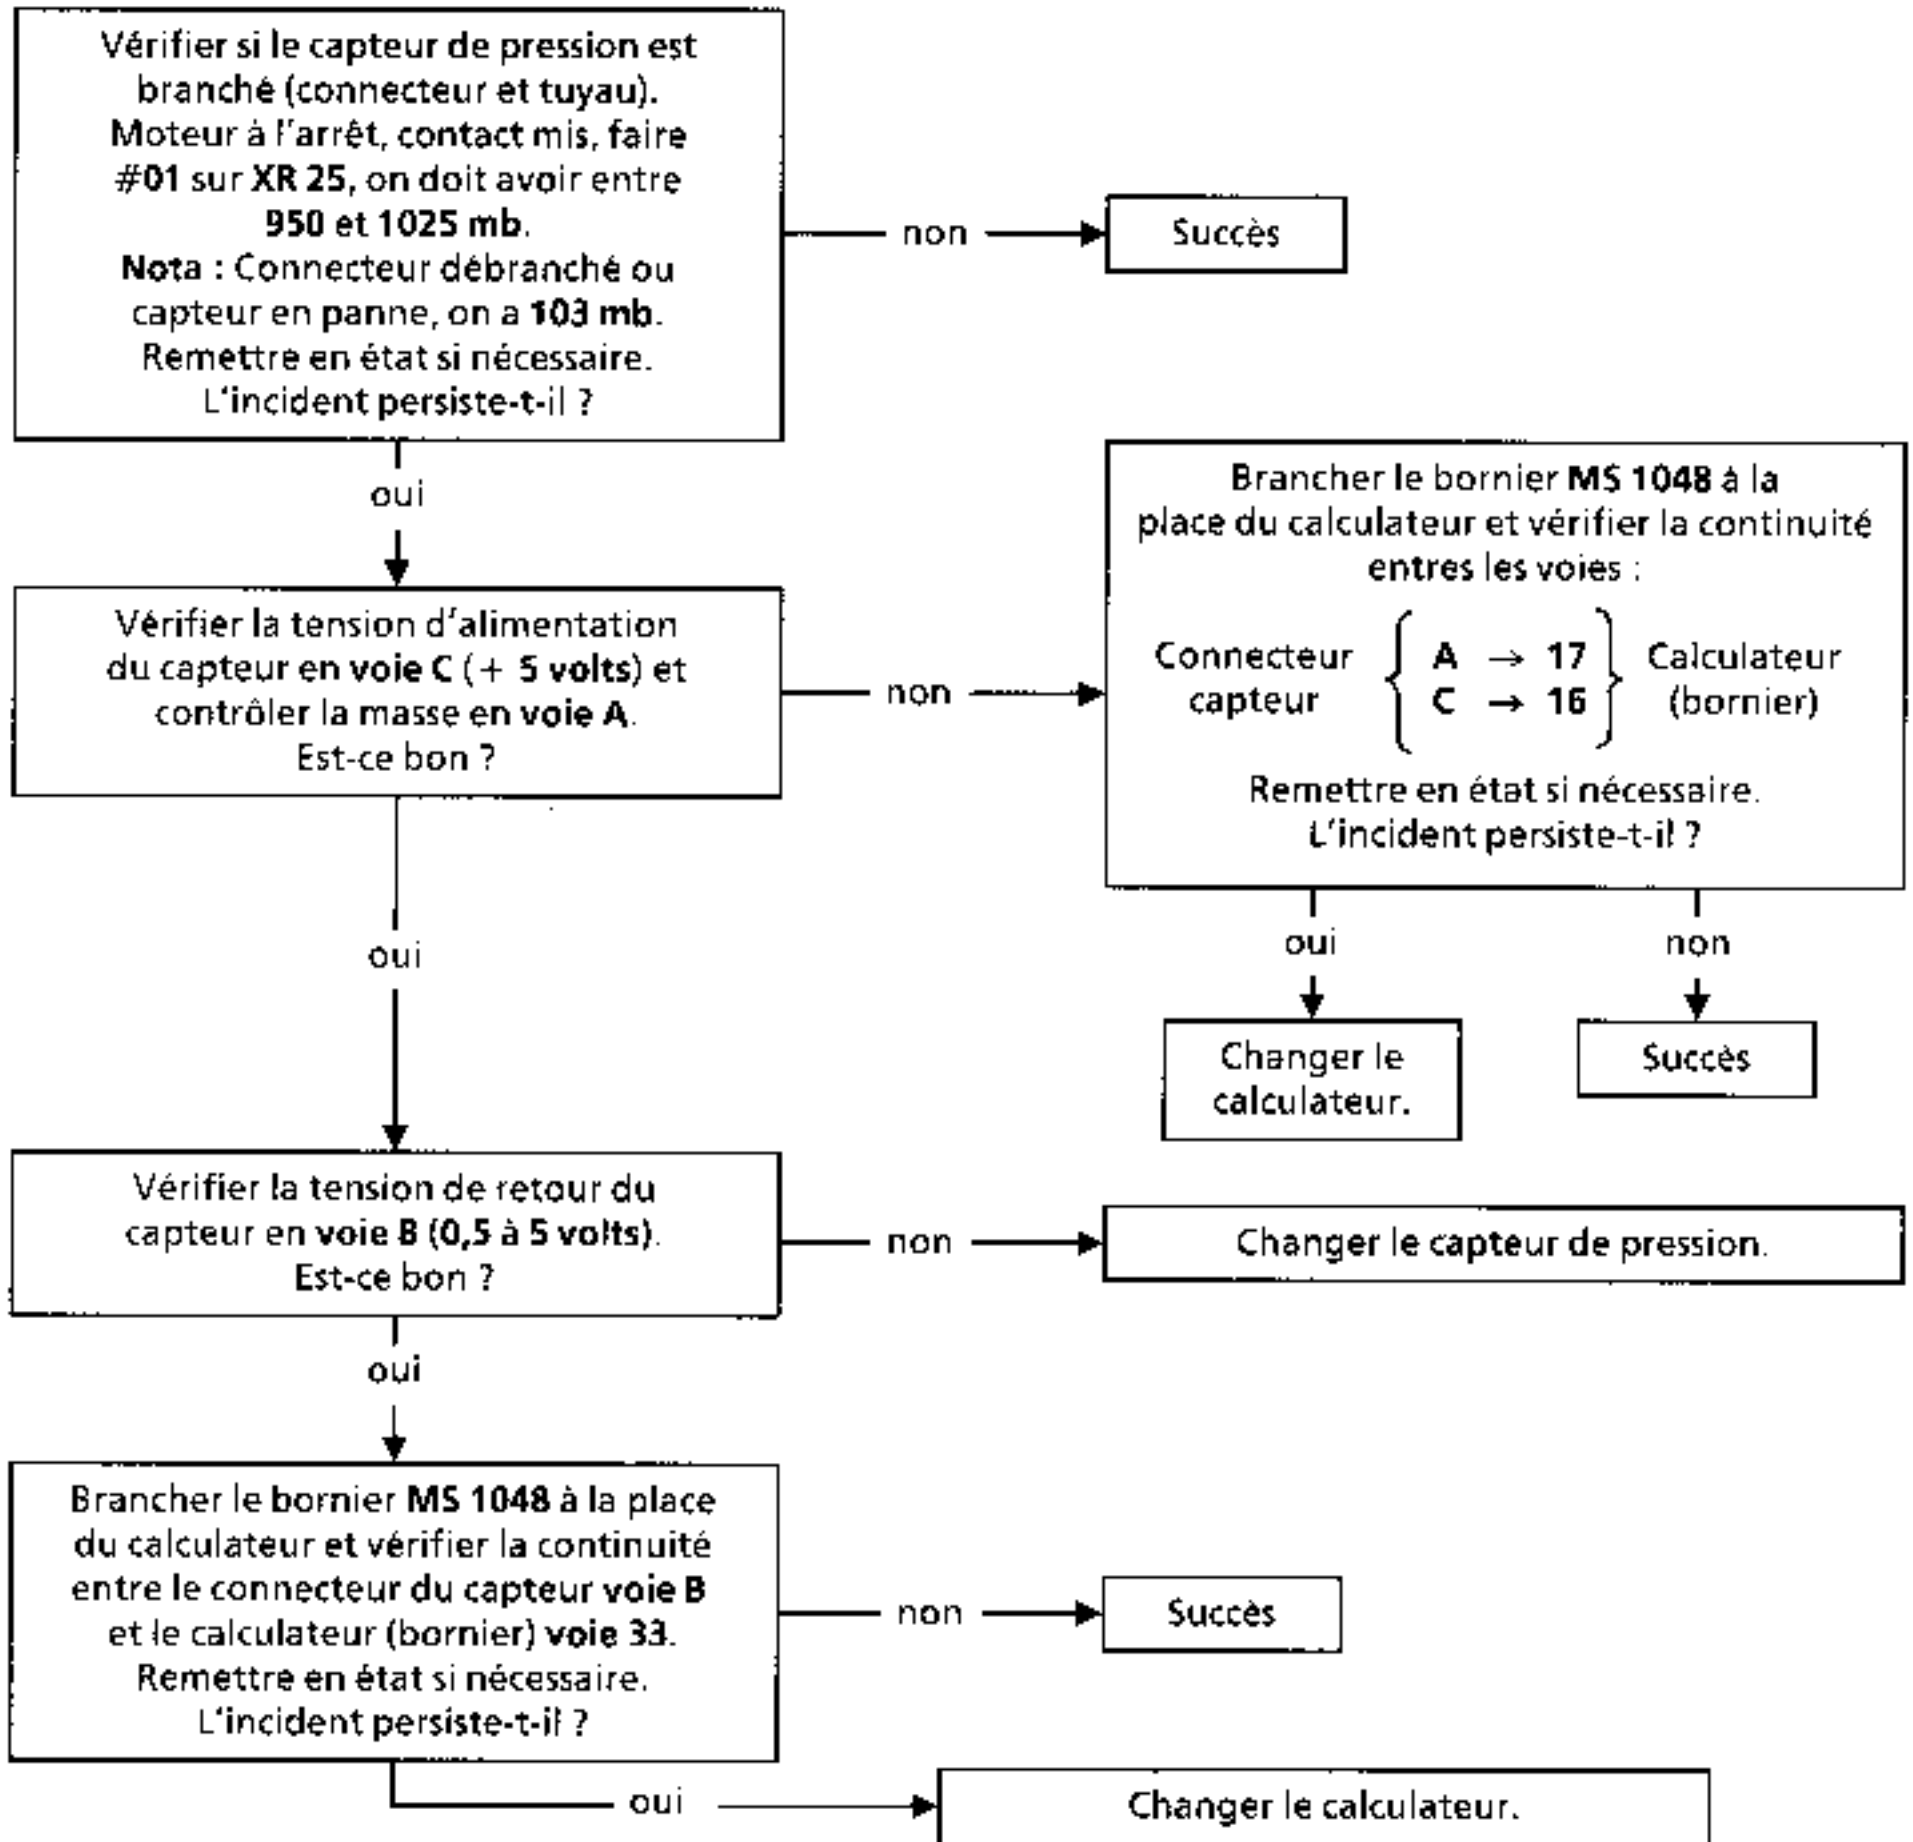 Vérifier si le capteur de pression est
branché (connecteur et tuyau).
Moteur à l'arrêt, contact mis, faire
#01 sur XR 25, on doit avoir entre
950 et 1025 mb.
Nota : Connecteur débranché ou
capteur en panne, on a 103 mb.
Remettre en état si nécessaire.
L'incident persiste-t-il ?
non
Succès
oui
Vérifier la tension d'alimentation
du capteur en voie C (+ 5 volts) et
contrôler la masse en voie A.
Est-ce bon ?
non
Brancher le bornier MS 1048 à la
place du calculateur et vérifier la continuité
entres les voies :
Connecteur
capteur
A → 17
C → 16
Calculateur
(bornier)
Remettre en état si nécessaire.
L'incident persiste-t-il ?
oui
non
Changer le
calculateur.
Succès
oui
Vérifier la tension de retour du
capteur en voie B (0,5 à 5 volts).
Est-ce bon ?
non
Changer le capteur de pression.
oui
Brancher le bornier MS 1048 à la place
du calculateur et vérifier la continuité
entre le connecteur du capteur voie B
et le calculateur (bornier) voie 33.
Remettre en état si nécessaire.
L'incident persiste-t-il ?
non
Succès
oui
Changer le calculateur.